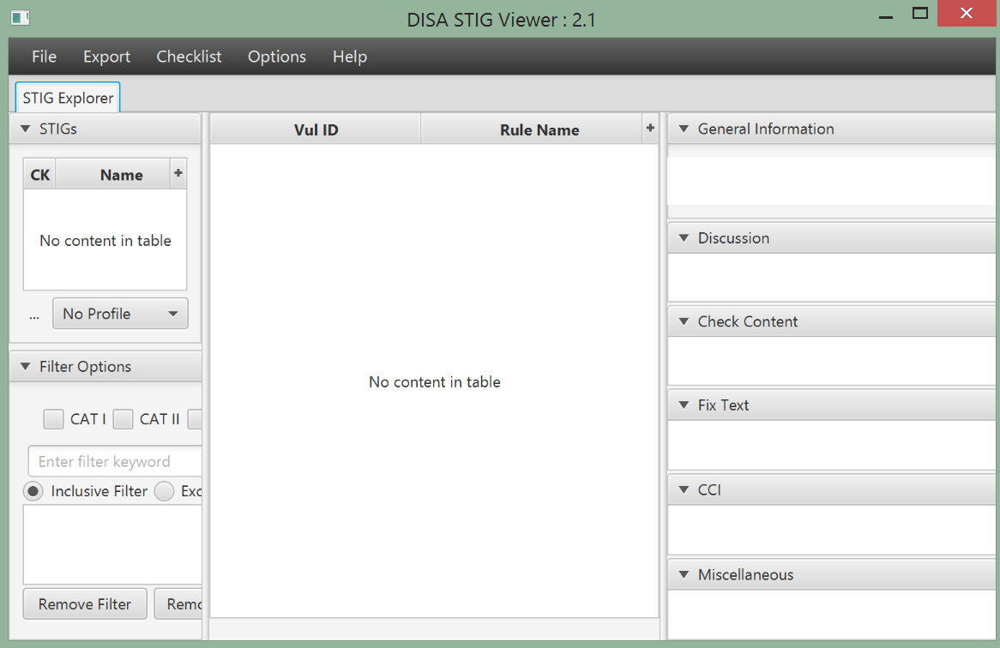 DISA STIG Viewer : 2.1
File Export Checklist Options Help
STIG Explorer
STIGs
CK Name +
No content in table
... No Profile
Filter Options
CAT I CAT II
Enter filter keyword
Inclusive Filter Exc
Remove Filter Remo
Vul ID Rule Name +
No content in table
General Information
Discussion
Check Content
Fix Text
CCI
Miscellaneous